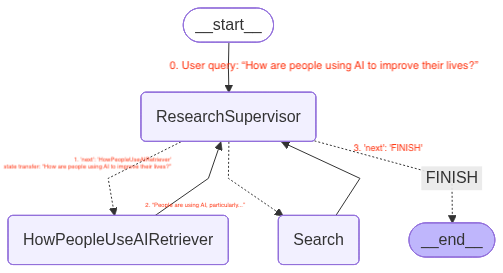 __start__
0. User query: “How are people using AI to improve their lives?”
ResearchSupervisor
1. 'next': 'HowPeopleUseAIRetriever'
state transfer: "How are people using AI to improve their lives?"
3. 'next': 'FINISH'
FINISH
2. "People are using AI, particularly..."
HowPeopleUseAIRetriever
Search
__end__